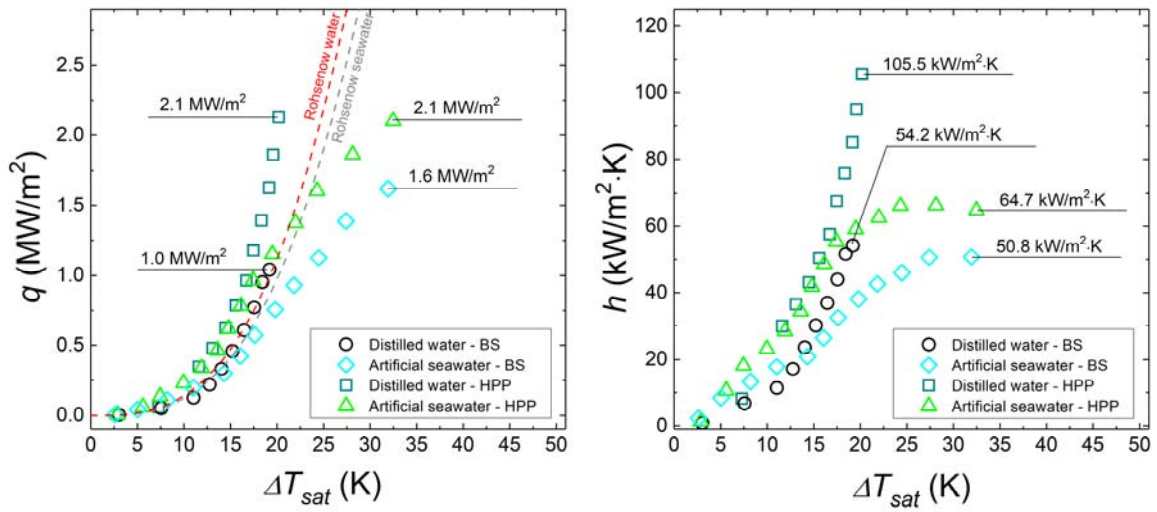 2.5
2.0
1.5
1.0
0.5
0.0
q (MW/m²)
0 5 10 15 20 25 30 35 40 45 50
ΔT_sat (K)
Rohsenow water
Rohsenow seawater
2.1 MW/m²
2.1 MW/m²
1.6 MW/m²
1.0 MW/m²
Distilled water - BS
Artificial seawater - BS
Distilled water - HPP
Artificial seawater - HPP
120
100
80
60
40
20
0
h (kW/m²·K)
0 5 10 15 20 25 30 35 40 45 50
ΔT_sat (K)
105.5 kW/m²·K
54.2 kW/m²·K
64.7 kW/m²·K
50.8 kW/m²·K
Distilled water - BS
Artificial seawater - BS
Distilled water - HPP
Artificial seawater - HPP